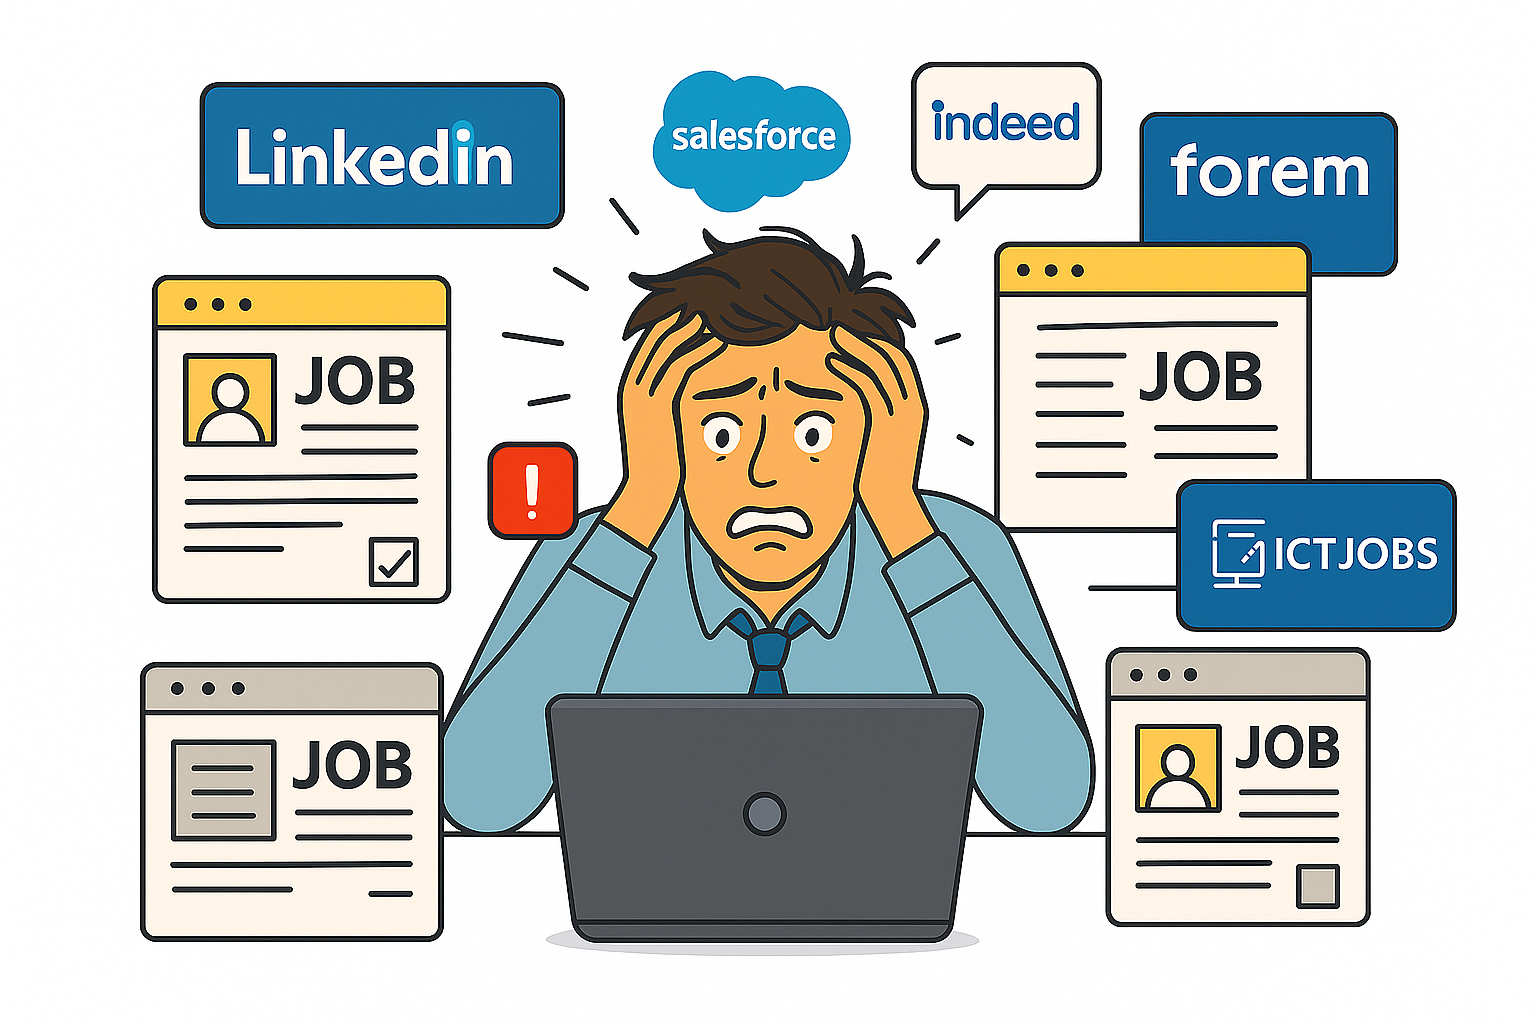 Linkedin
salesforce
indeed
forem
JOB
JOB
!
ICTJOBS
JOB
JOB